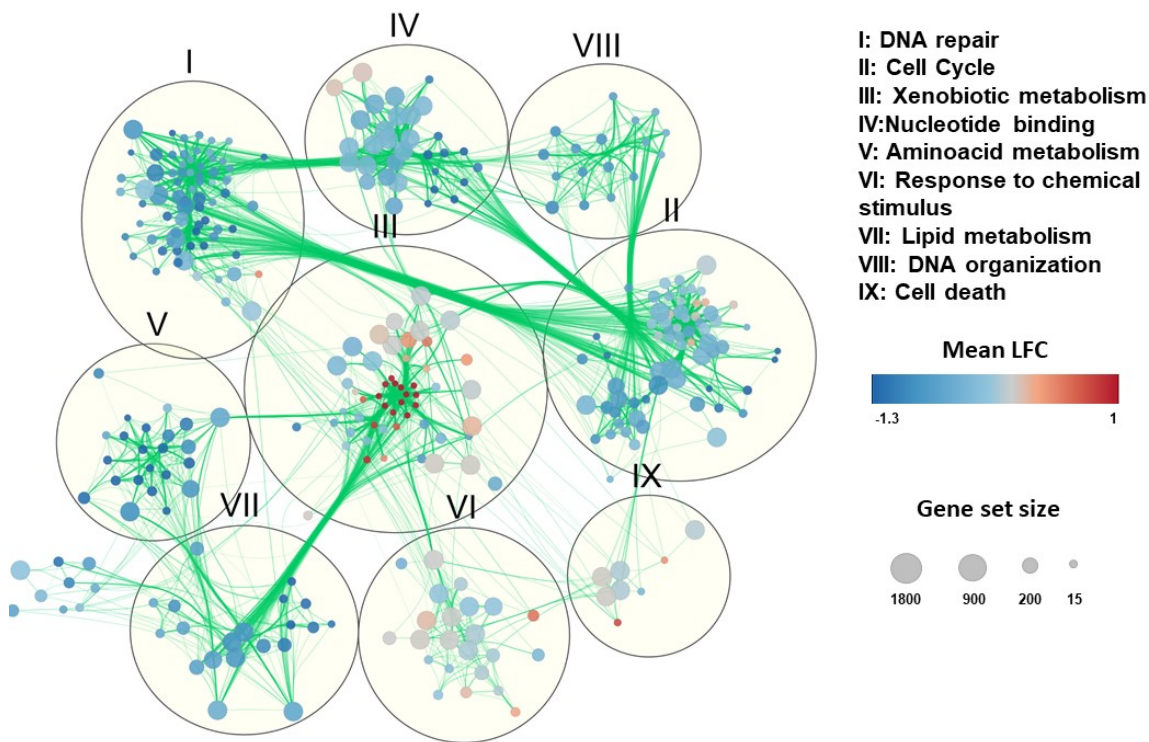 IV
VIII
I
III
II
V
VII
VI
IX
I: DNA repair
II: Cell Cycle
III: Xenobiotic metabolism
IV:Nucleotide binding
V: Aminoacid metabolism
VI: Response to chemical
stimulus
VII: Lipid metabolism
VIII: DNA organization
IX: Cell death
Mean LFC
-1.3 1
Gene set size
1800 900 200 15